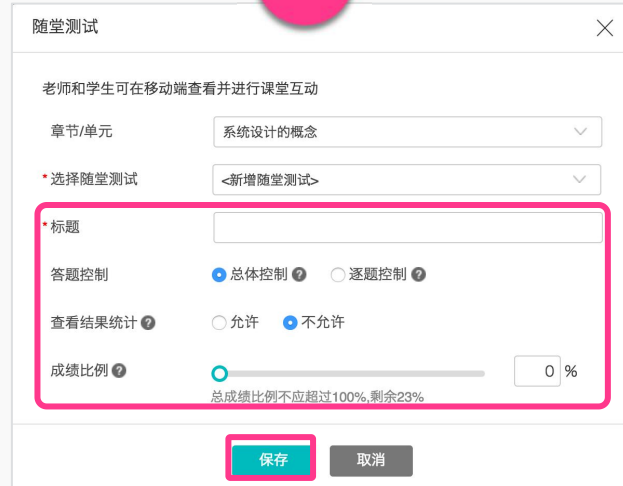 随堂测试
老师和学生可在移动端查看并进行课堂互动
章节/单元 系统设计的概念
*选择随堂测试 <新增随堂测试>
*标题
答题控制 总体控制 ? 逐题控制 ?
查看结果统计 ? 允许 不允许
成绩比例 ? 0 %
总成绩比例不应超过100%,剩余23%
保存 取消